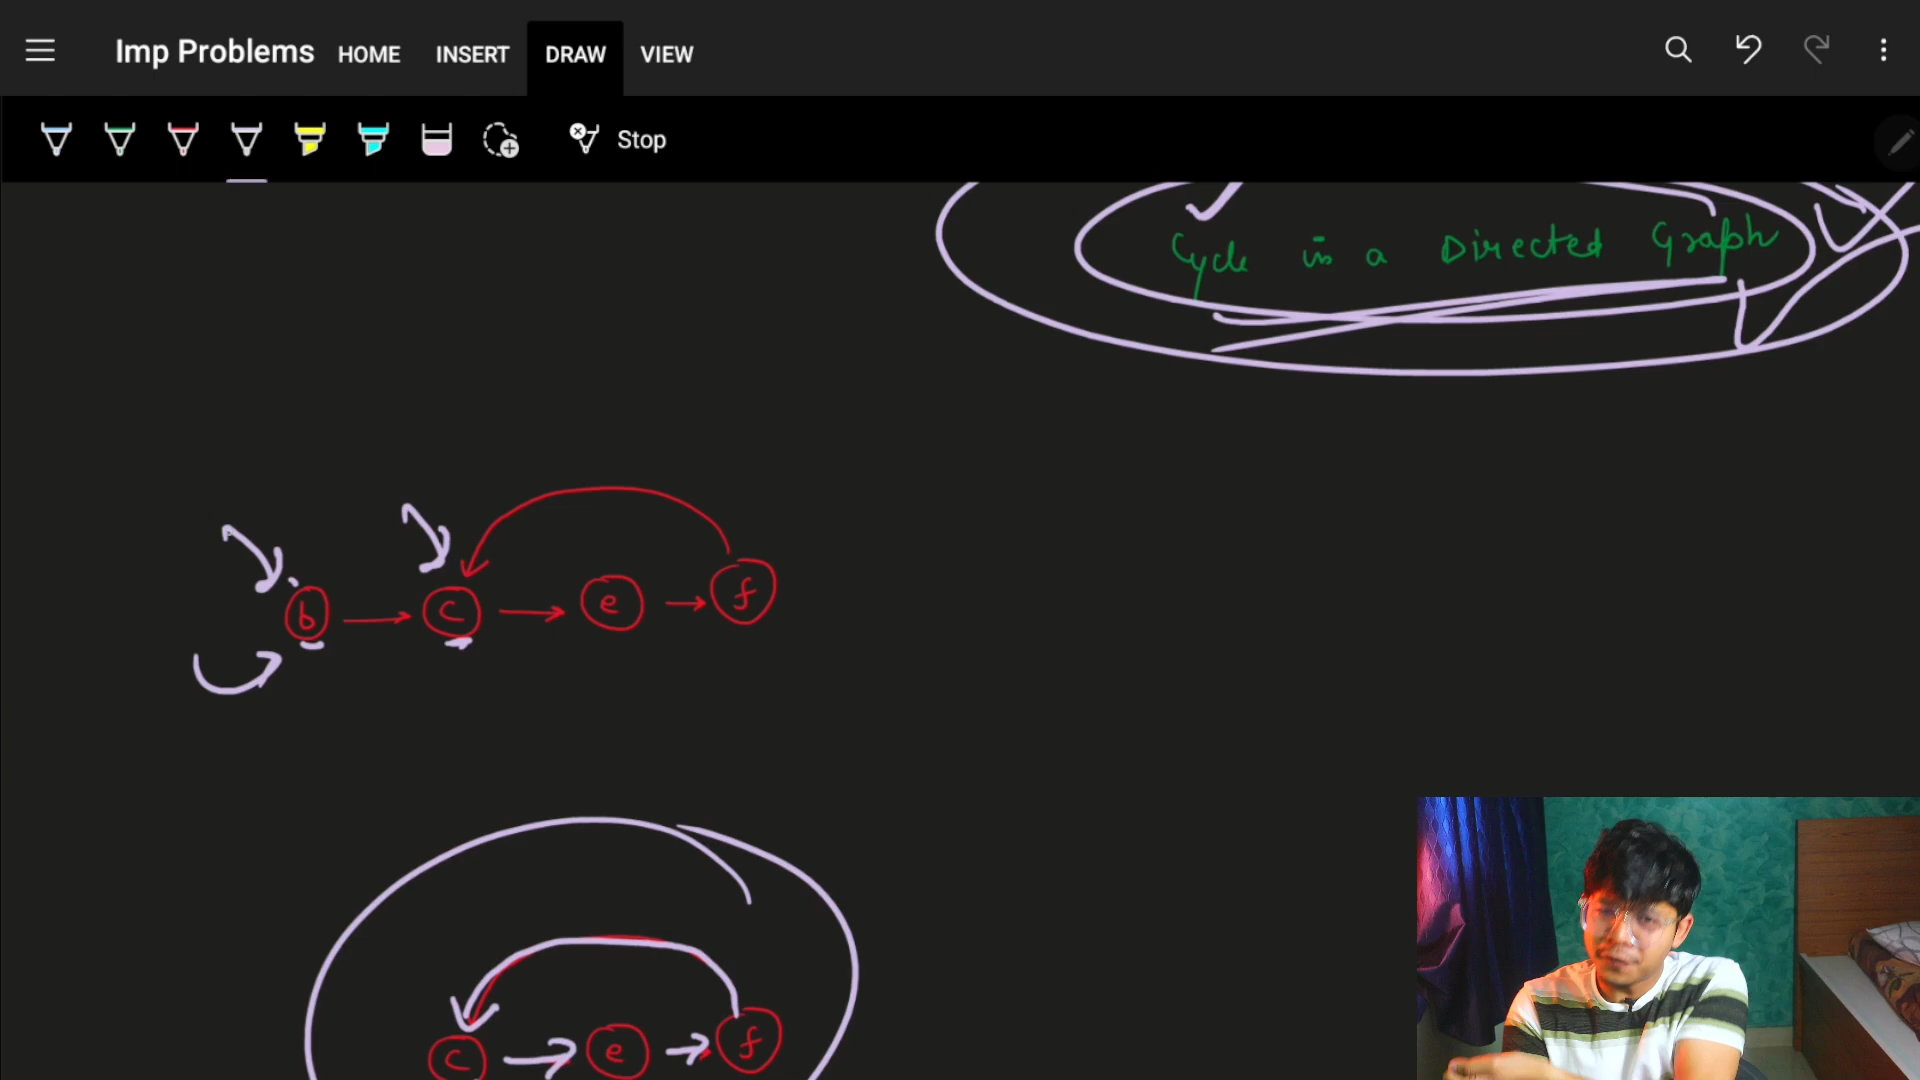 Imp Problems HOME INSERT DRAW VIEW
Stop
Cycle in a Directed Graph
b c e f
c e f